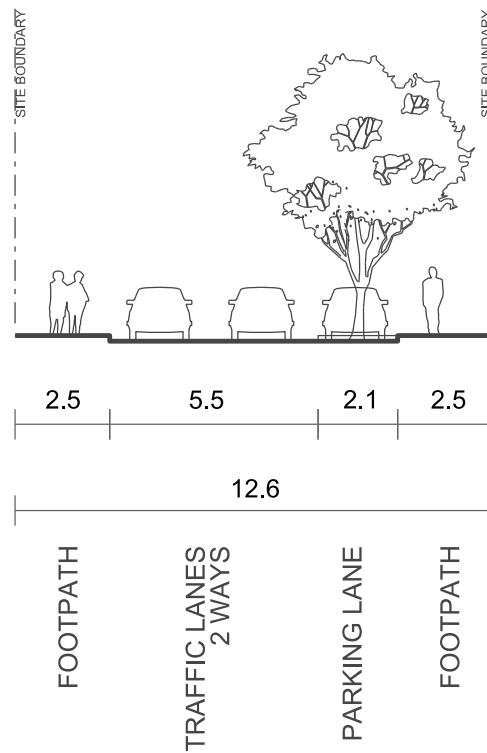 SITE BOUNDARY
SITE BOUNDARY
2.5
5.5
2.1
2.5
12.6
FOOTPATH
TRAFFIC LANES
2 WAYS
PARKING LANE
FOOTPATH